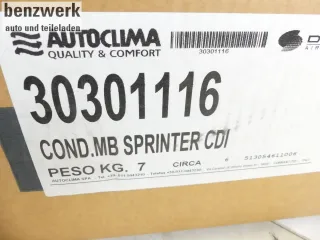 benzwerk
auto und teileladen
AUTOCLIMA
QUALITY & COMFORT
30301116
30301116
COND.MB SPRINTER CDI
PESO KG. 7 CIRCA